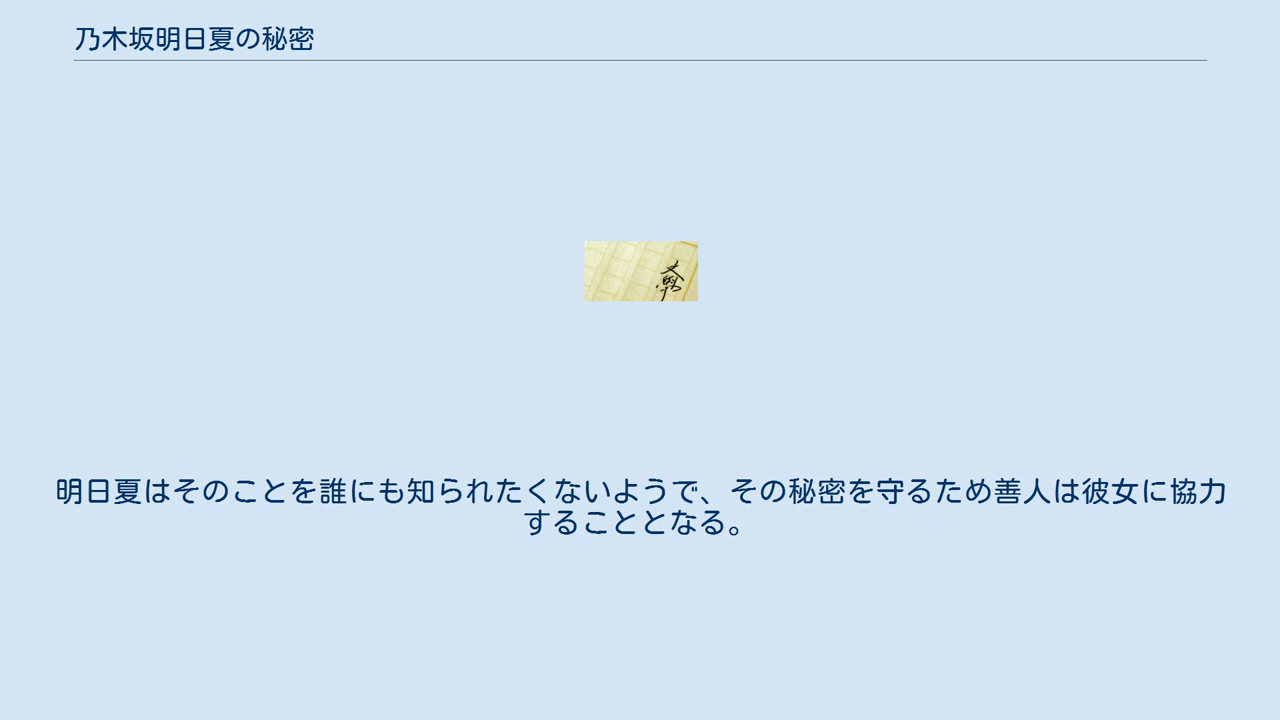 乃木坂明日夏の秘密
明日夏はそのことを誰にも知られたくないようで、その秘密を守るため善人は彼女に協力
することとなる。